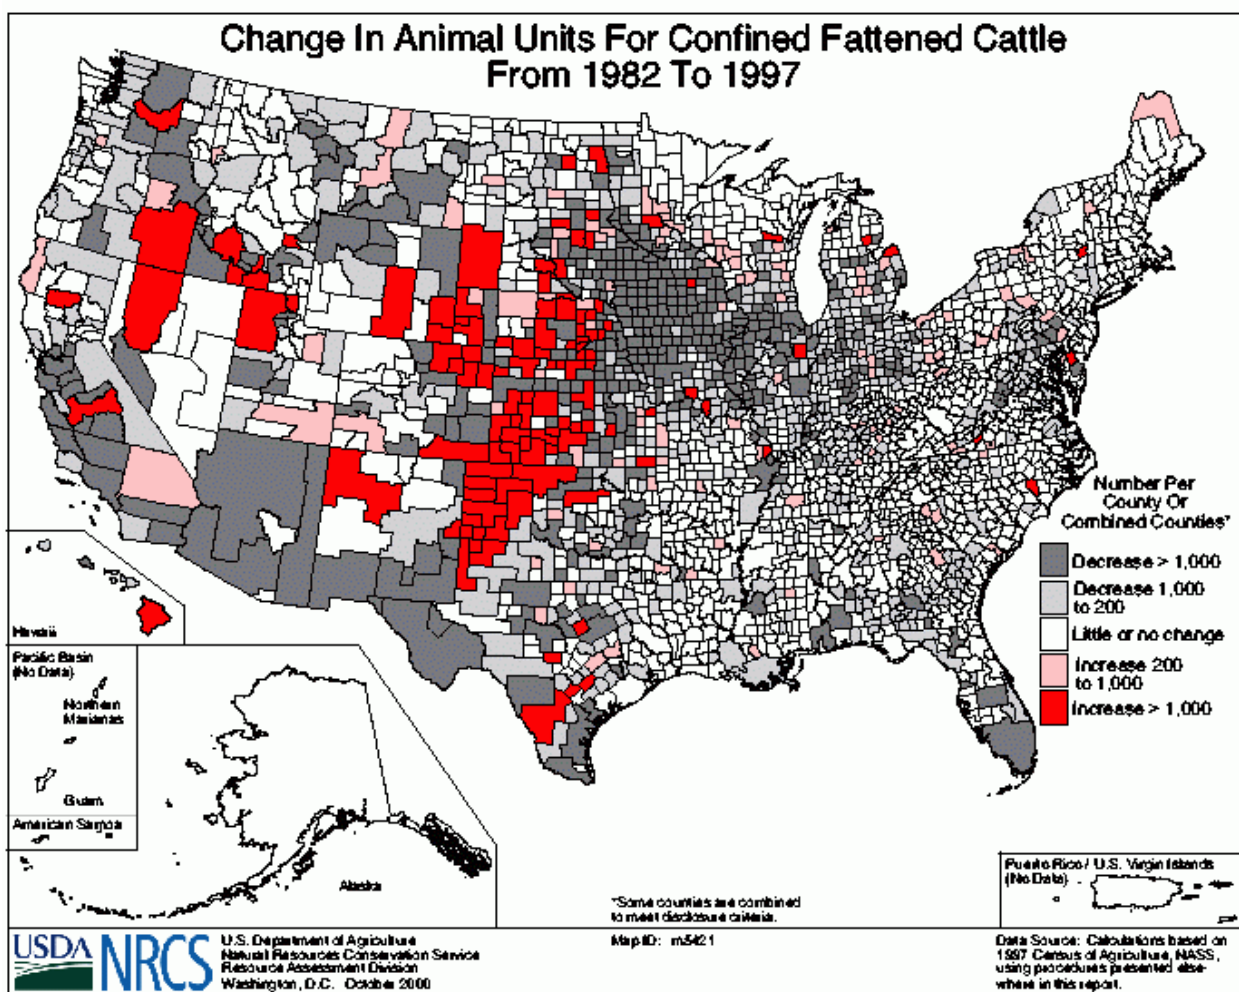 Change In Animal Units For Confined Fattened Cattle
From 1982 To 1997
Number Per
County Or
Combined Counties*
Decrease > 1,000
Decrease 1,000
to 200
Little or no change
Increase 200
to 1,000
Increase > 1,000
Hawaii
Pacific Basin
(No Data)
Northern
Marianas
Guam
American Samoa
Alaska
Puerto Rico / U.S. Virgin Islands
(No Data)
*Some counties are combined
to meet disclosure criteria.
USDA
NRCS
U.S. Department of Agriculture
Natural Resources Conservation Service
Resource Assessment Division
Washington, D.C. October 2000
Map ID: m5421
Data Source: Calculations based on
1997 Census of Agriculture, NASS,
using procedures presented else-
where in this report.